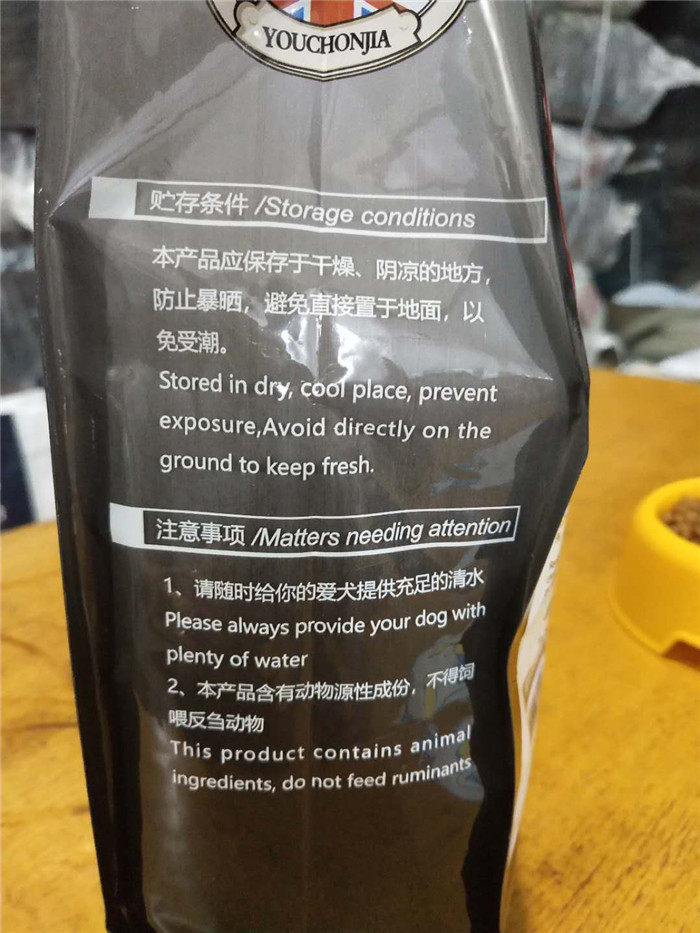 YOUCHONJIA
贮存条件 /Storage conditions
本产品应保存于干燥、阴凉的地方，
防止暴晒，避免直接置于地面，以
免受潮。
Stored in dry, cool place, prevent
exposure,Avoid directly on the
ground to keep fresh.
注意事项 /Matters needing attention
1、请随时给你的爱犬提供充足的清水
Please always provide your dog with
plenty of water
2、本产品含有动物源性成份，不得饲
喂反刍动物
This product contains animal
ingredients, do not feed ruminants